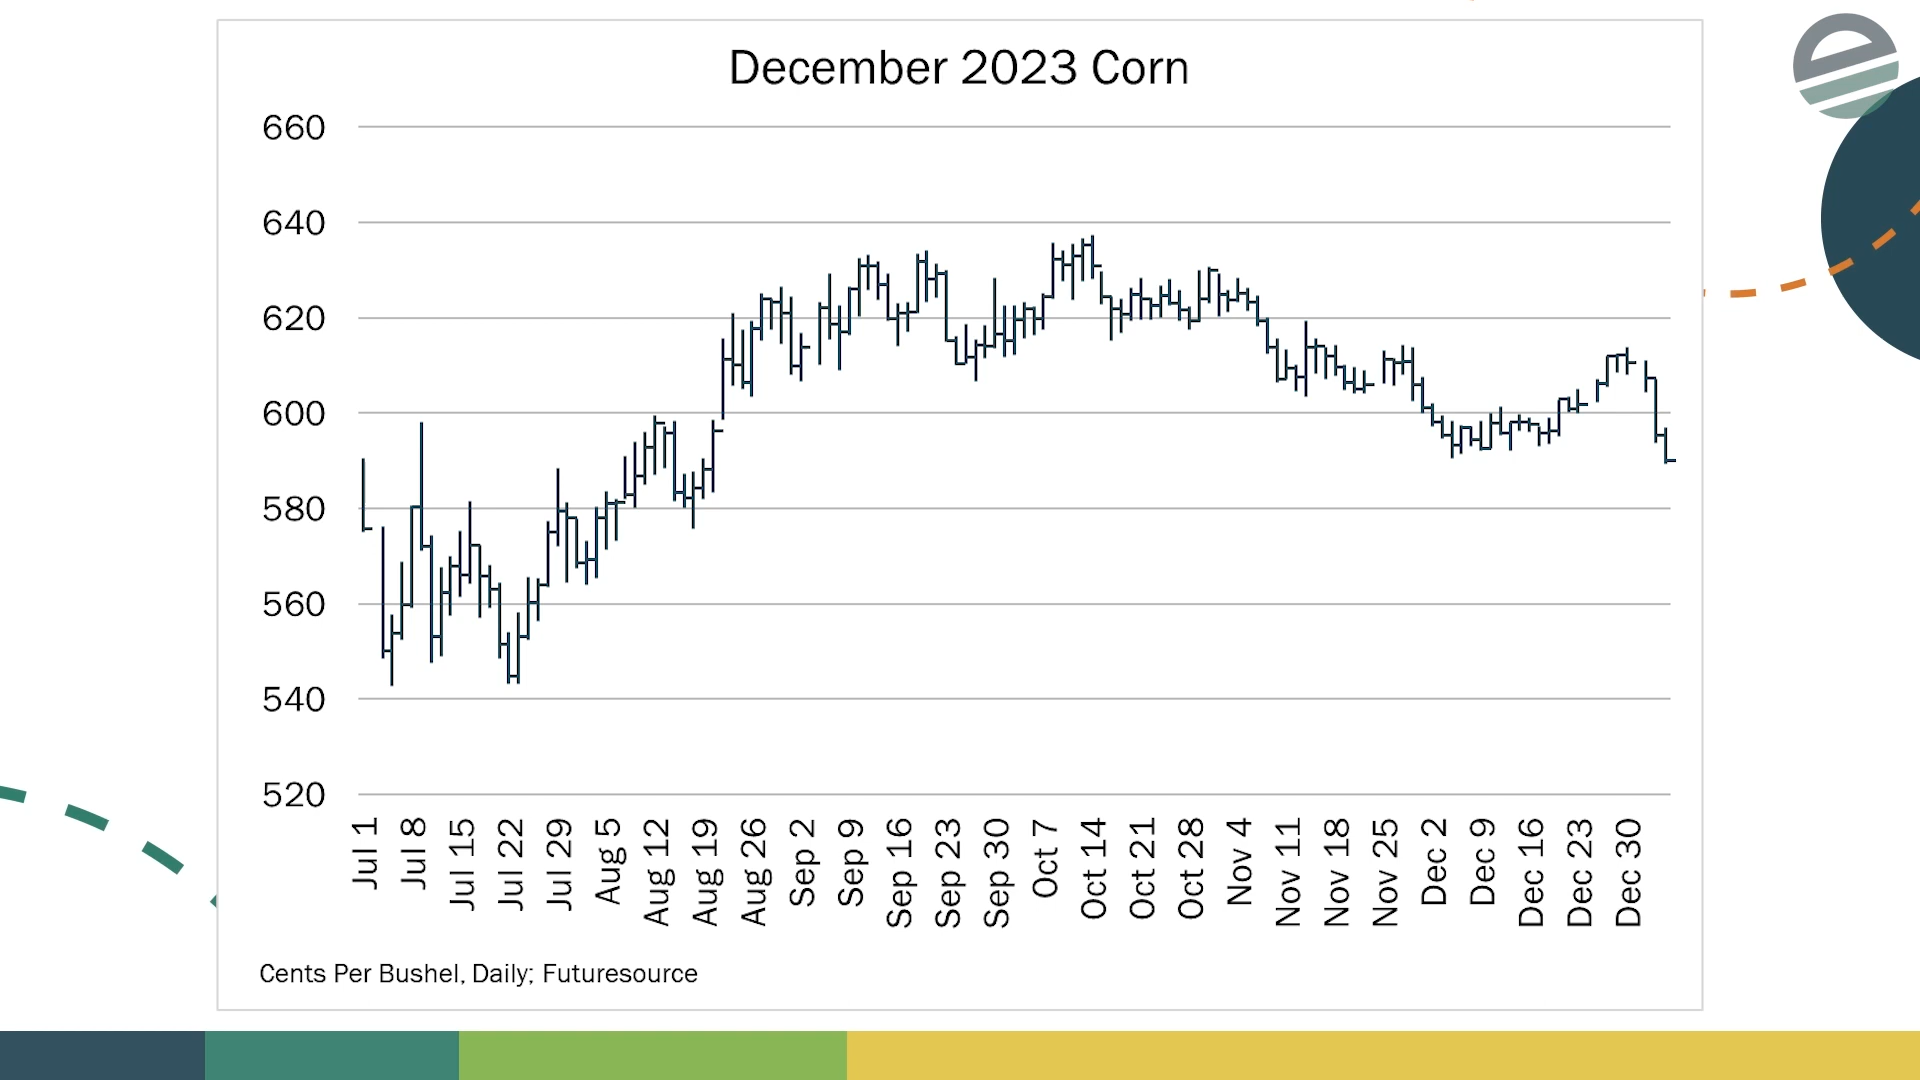 December 2023 Corn
660
640
620
600
580
560
540
520
Jul 1
Jul 8
Jul 15
Jul 22
Jul 29
Aug 5
Aug 12
Aug 19
Aug 26
Sep 2
Sep 9
Sep 16
Sep 23
Sep 30
Oct 7
Oct 14
Oct 21
Oct 28
Nov 4
Nov 11
Nov 18
Nov 25
Dec 2
Dec 9
Dec 16
Dec 23
Dec 30
Cents Per Bushel, Daily; Futuresource